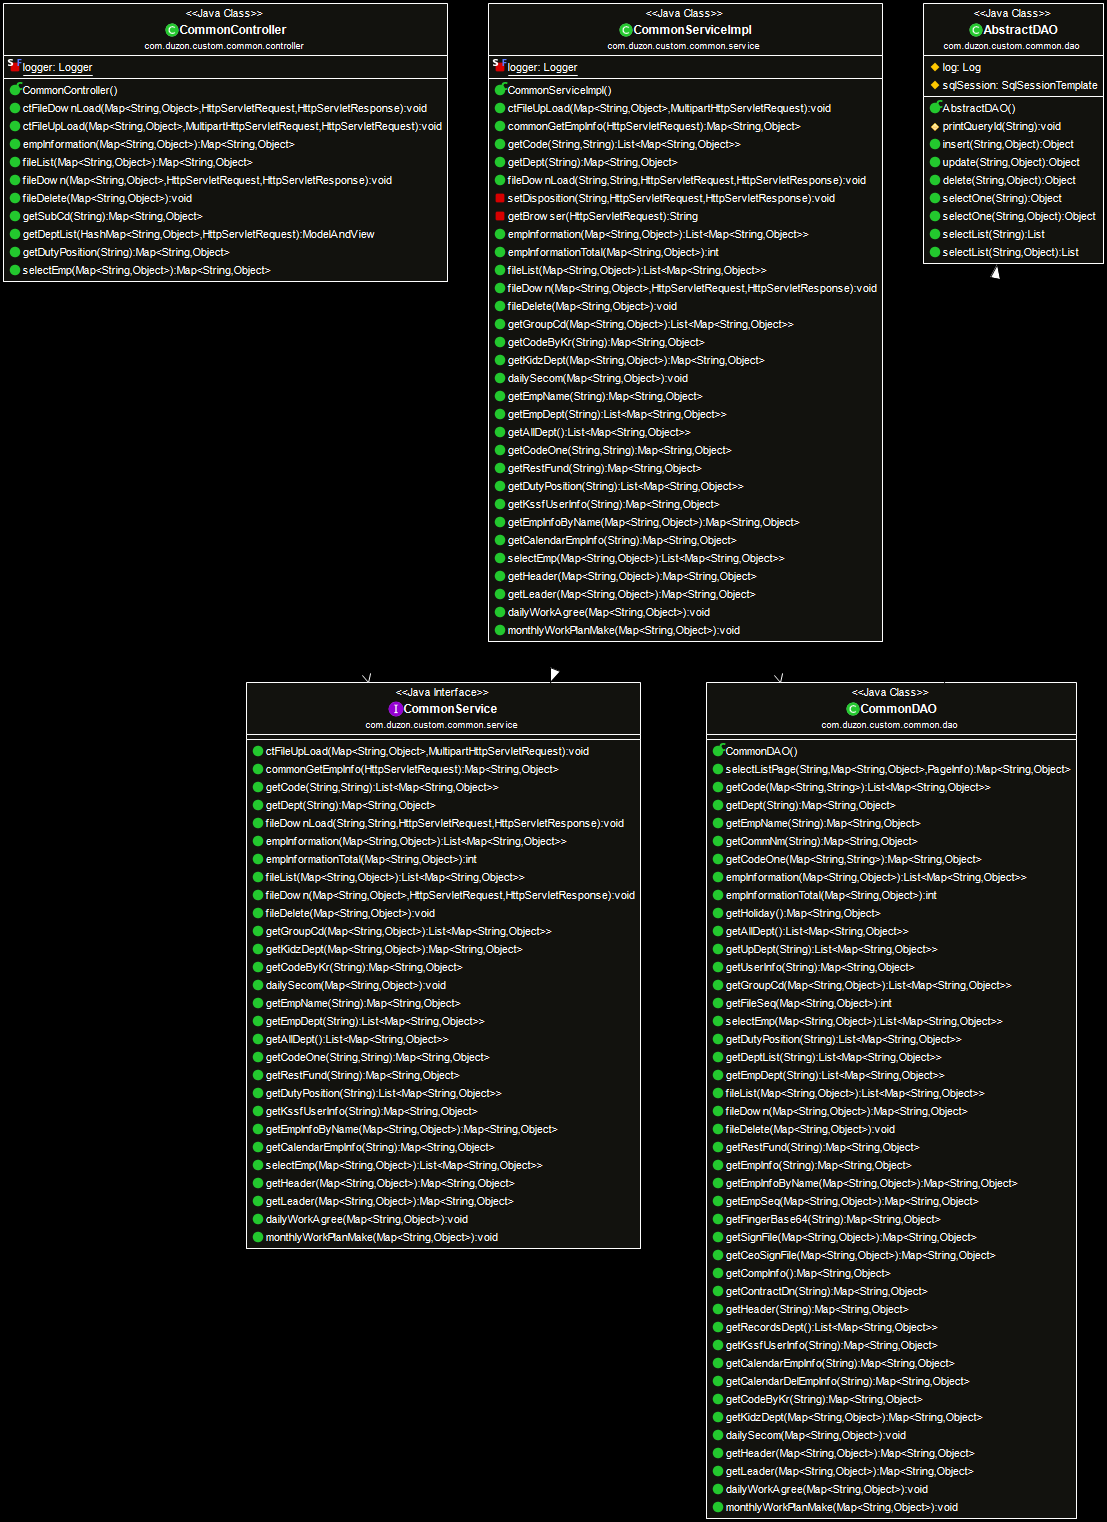 <<Java Class>>
CommonController
com.duzon.custom.common.controller
logger: Logger
CommonController()
ctFileDownLoad(Map<String,Object>,HttpServletRequest,HttpServletResponse):void
ctFileUpLoad(Map<String,Object>,MultipartHttpServletRequest,HttpServletRequest):void
empInformation(Map<String,Object>):Map<String,Object>
fileList(Map<String,Object>):Map<String,Object>
fileDown(Map<String,Object>,HttpServletRequest,HttpServletResponse):void
fileDelete(Map<String,Object>):void
getSubCd(String):Map<String,Object>
getDeptList(HashMap<String,Object>,HttpServletRequest):ModelAndView
getDutyPosition(String):Map<String,Object>
selectEmp(Map<String,Object>):Map<String,Object>
<<Java Class>>
CommonServiceImpl
com.duzon.custom.common.service
logger: Logger
CommonServiceImpl()
ctFileUpLoad(Map<String,Object>,MultipartHttpServletRequest):void
commonGetEmpInfo(HttpServletRequest):Map<String,Object>
getCode(String,String):List<Map<String,Object>>
getDept(String):Map<String,Object>
fileDownLoad(String,String,HttpServletRequest,HttpServletResponse):void
setDisposition(String,HttpServletRequest,HttpServletResponse):void
getBrowser(HttpServletRequest):String
empInformation(Map<String,Object>):List<Map<String,Object>>
empInformationTotal(Map<String,Object>):int
fileList(Map<String,Object>):List<Map<String,Object>>
fileDown(Map<String,Object>,HttpServletRequest,HttpServletResponse):void
fileDelete(Map<String,Object>):void
getGroupCd(Map<String,Object>):List<Map<String,Object>>
getCodeByKr(String):Map<String,Object>
getKidzDept(Map<String,Object>):Map<String,Object>
dailySecom(Map<String,Object>):void
getEmpName(String):Map<String,Object>
getEmpDept(String):List<Map<String,Object>>
getAllDept():List<Map<String,Object>>
getCodeOne(String,String):Map<String,Object>
getRestFund(String):Map<String,Object>
getDutyPosition(String):List<Map<String,Object>>
getKssfUserInfo(String):Map<String,Object>
getEmpInfoByName(Map<String,Object>):Map<String,Object>
getCalendarEmpInfo(String):Map<String,Object>
selectEmp(Map<String,Object>):List<Map<String,Object>>
getHeader(Map<String,Object>):Map<String,Object>
getLeader(Map<String,Object>):Map<String,Object>
dailyWorkAgree(Map<String,Object>):void
monthlyWorkPlanMake(Map<String,Object>):void
<<Java Class>>
AbstractDAO
com.duzon.custom.common.dao
log: Log
sqlSession: SqlSessionTemplate
AbstractDAO()
printQueryId(String):void
insert(String,Object):Object
update(String,Object):Object
delete(String,Object):Object
selectOne(String):Object
selectOne(String,Object):Object
selectList(String):List
selectList(String,Object):List
<<Java Interface>>
CommonService
com.duzon.custom.common.service
ctFileUpLoad(Map<String,Object>,MultipartHttpServletRequest):void
commonGetEmpInfo(HttpServletRequest):Map<String,Object>
getCode(String,String):List<Map<String,Object>>
getDept(String):Map<String,Object>
fileDownLoad(String,String,HttpServletRequest,HttpServletResponse):void
empInformation(Map<String,Object>):List<Map<String,Object>>
empInformationTotal(Map<String,Object>):int
fileList(Map<String,Object>):List<Map<String,Object>>
fileDown(Map<String,Object>,HttpServletRequest,HttpServletResponse):void
fileDelete(Map<String,Object>):void
getGroupCd(Map<String,Object>):List<Map<String,Object>>
getKidzDept(Map<String,Object>):Map<String,Object>
getCodeByKr(String):Map<String,Object>
dailySecom(Map<String,Object>):void
getEmpName(String):Map<String,Object>
getEmpDept(String):List<Map<String,Object>>
getAllDept():List<Map<String,Object>>
getCodeOne(String,String):Map<String,Object>
getRestFund(String):Map<String,Object>
getDutyPosition(String):List<Map<String,Object>>
getKssfUserInfo(String):Map<String,Object>
getEmpInfoByName(Map<String,Object>):Map<String,Object>
getCalendarEmpInfo(String):Map<String,Object>
selectEmp(Map<String,Object>):List<Map<String,Object>>
getHeader(Map<String,Object>):Map<String,Object>
getLeader(Map<String,Object>):Map<String,Object>
dailyWorkAgree(Map<String,Object>):void
monthlyWorkPlanMake(Map<String,Object>):void
<<Java Class>>
CommonDAO
com.duzon.custom.common.dao
CommonDAO()
selectListPage(String,Map<String,Object>,PageInfo):Map<String,Object>
getCode(Map<String,String>):List<Map<String,Object>>
getDept(String):Map<String,Object>
getEmpName(String):Map<String,Object>
getCommNm(String):Map<String,Object>
getCodeOne(Map<String,String>):Map<String,Object>
empInformation(Map<String,Object>):List<Map<String,Object>>
empInformationTotal(Map<String,Object>):int
getHoliday():Map<String,Object>
getAllDept():List<Map<String,Object>>
getUpDept(String):List<Map<String,Object>>
getUserInfo(String):Map<String,Object>
getGroupCd(Map<String,Object>):List<Map<String,Object>>
getFileSeq(Map<String,Object>):int
selectEmp(Map<String,Object>):List<Map<String,Object>>
getDutyPosition(String):List<Map<String,Object>>
getDeptList(String):List<Map<String,Object>>
getEmpDept(String):List<Map<String,Object>>
fileList(Map<String,Object>):List<Map<String,Object>>
fileDown(Map<String,Object>):Map<String,Object>
fileDelete(Map<String,Object>):void
getRestFund(String):Map<String,Object>
getEmpInfo(String):Map<String,Object>
getEmpInfoByName(Map<String,Object>):Map<String,Object>
getEmpSeq(Map<String,Object>):Map<String,Object>
getFingerBase64(String):Map<String,Object>
getSignFile(Map<String,Object>):Map<String,Object>
getCeoSignFile(Map<String,Object>):Map<String,Object>
getCompInfo():Map<String,Object>
getContractDn(String):Map<String,Object>
getHeader(String):Map<String,Object>
getRecordsDept():List<Map<String,Object>>
getKssfUserInfo(String):Map<String,Object>
getCalendarEmpInfo(String):Map<String,Object>
getCalendarDelEmpInfo(String):Map<String,Object>
getCodeByKr(String):Map<String,Object>
getKidzDept(Map<String,Object>):Map<String,Object>
dailySecom(Map<String,Object>):void
getHeader(Map<String,Object>):Map<String,Object>
getLeader(Map<String,Object>):Map<String,Object>
dailyWorkAgree(Map<String,Object>):void
monthlyWorkPlanMake(Map<String,Object>):void